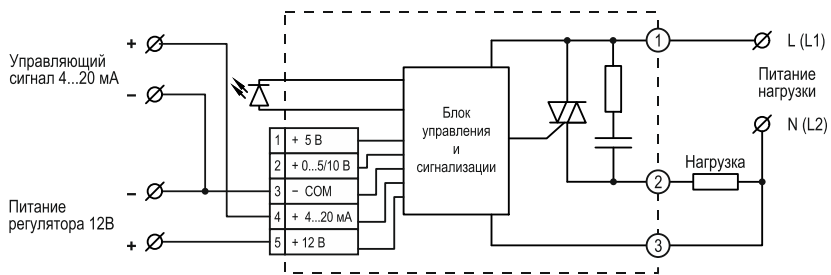 +
Управляющий
сигнал 4...20 мА
−
−
Питание
регулятора 12В
+
1 + 5 В
2 + 0...5/10 В
3 − COM
4 + 4...20 мА
5 + 12 В
Блок
управления
и
сигнализации
1
L (L1)
Питание
нагрузки
N (L2)
Нагрузка
2
3